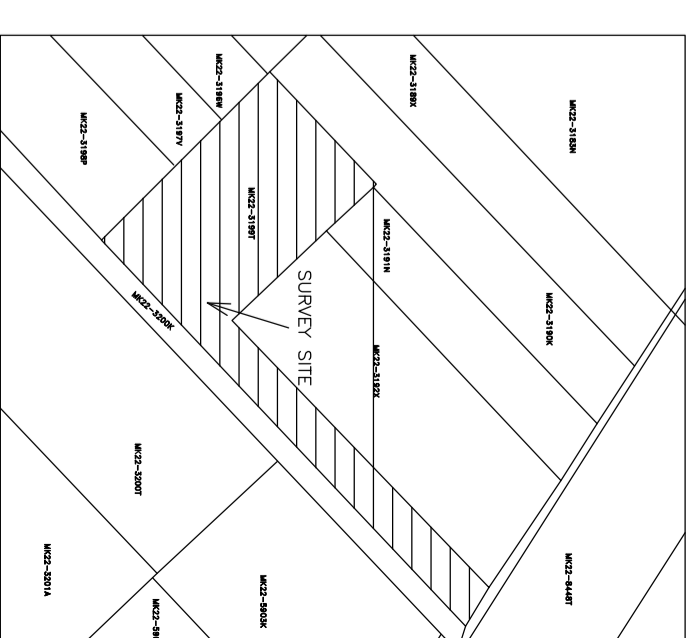 MK22-3183N
MK22-3189X
MK22-3196W
MK22-3197V
MK22-3198P
MK22-3199T
MK22-3191N
MK22-3190K
SURVEY SITE
MK22-3200K
MK22-3192X
MK22-3200T
MK22-8448T
MK22-5903K
MK22-3201A